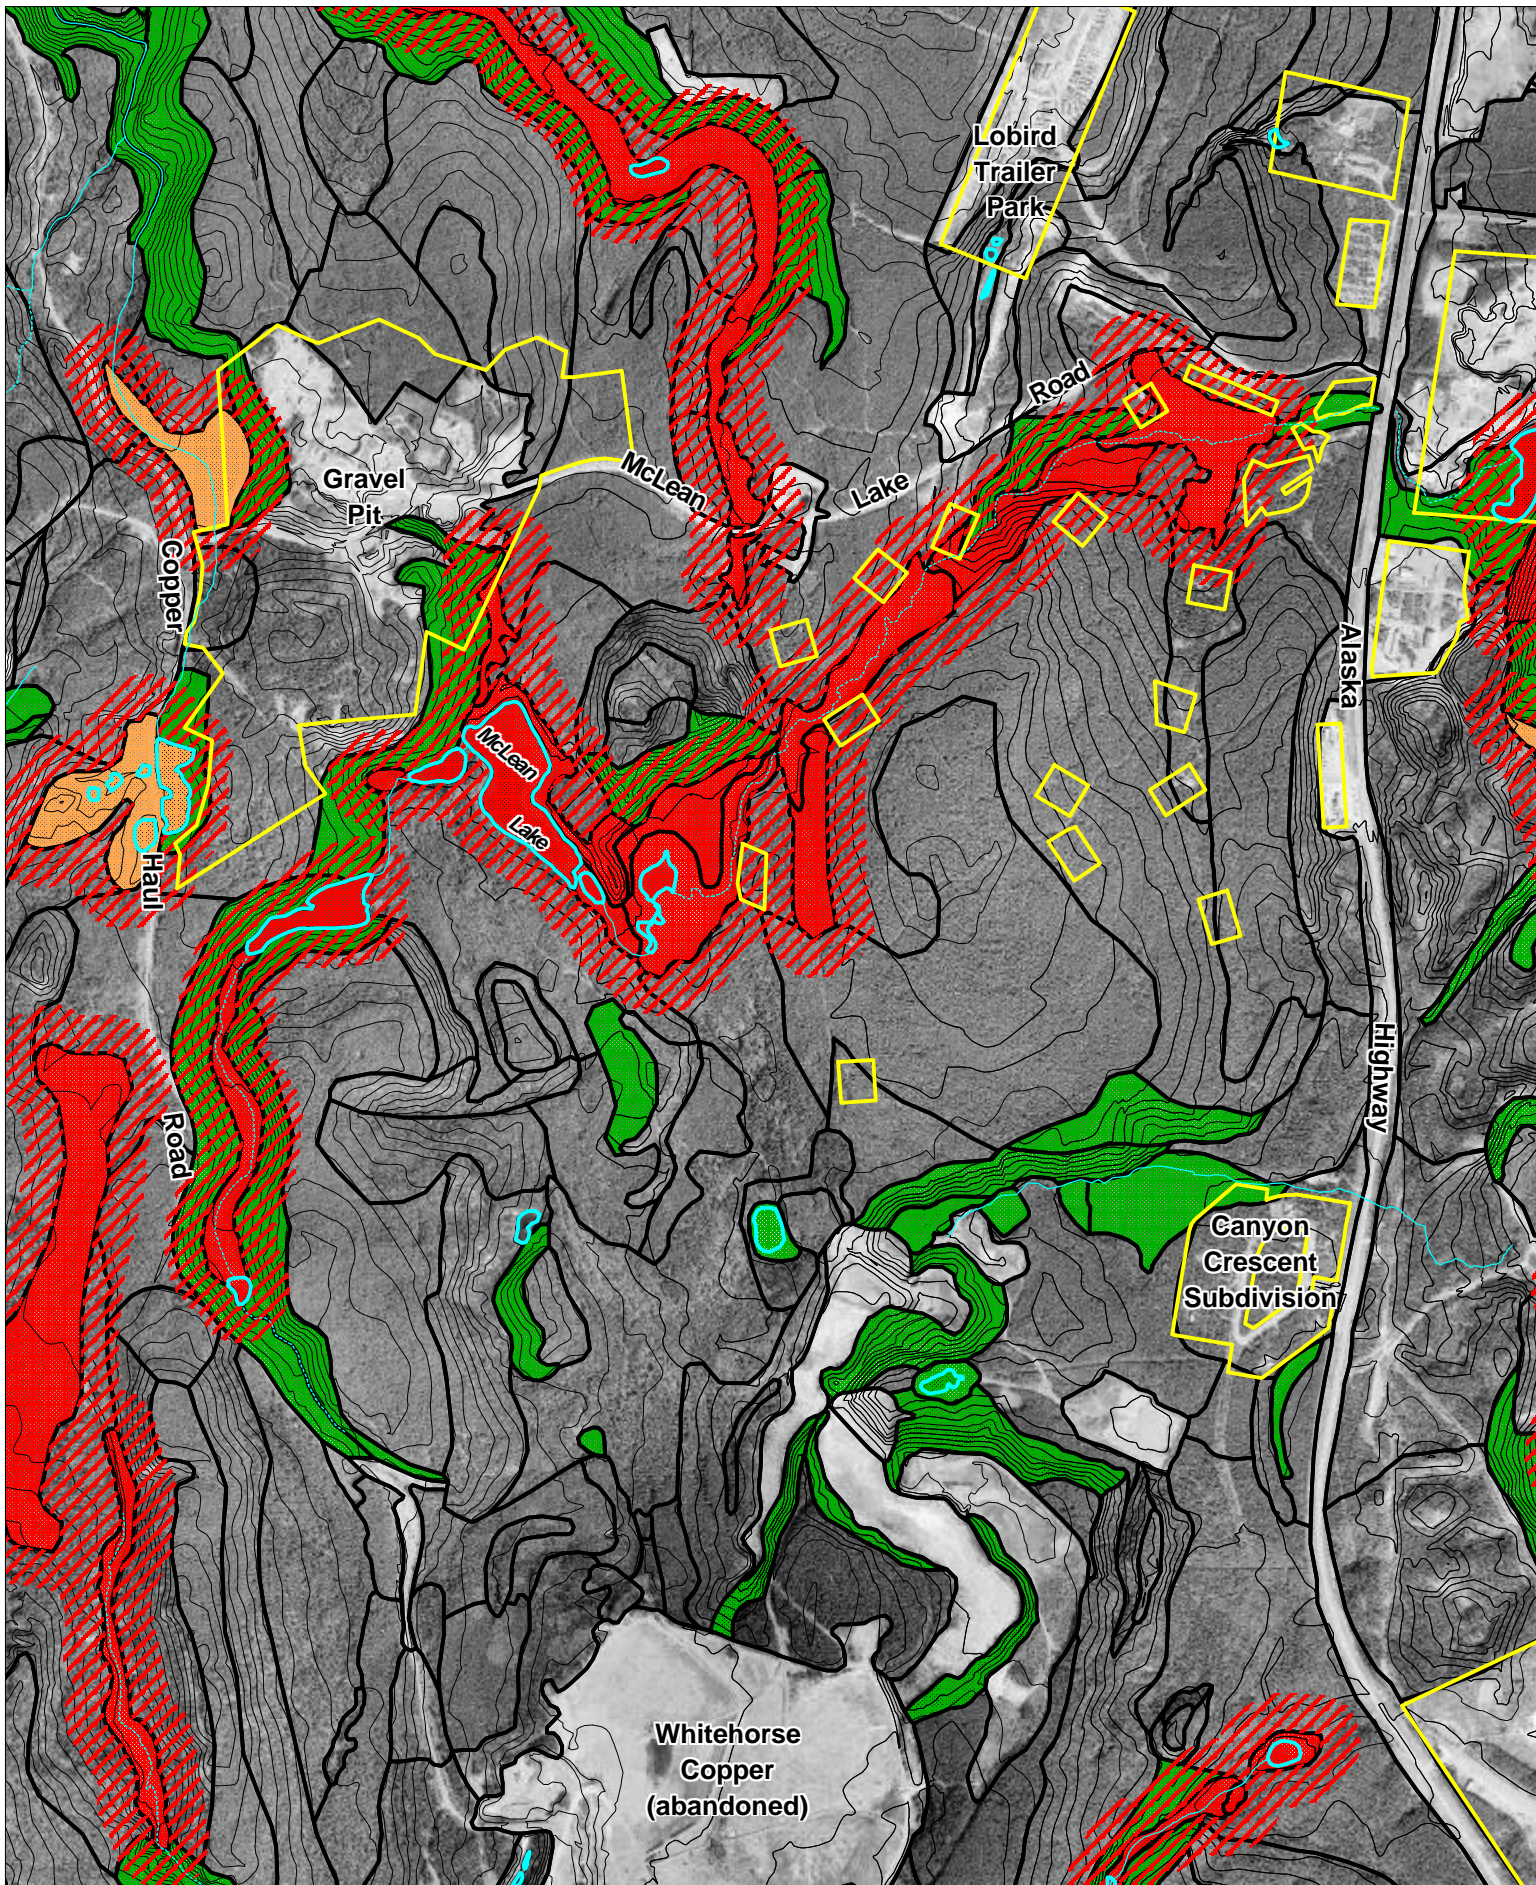 Lobird
Trailer
Park
Road
McLean
Lake
Gravel
Pit
Copper
Alaska
McLean
Lake
Haul
Highway
Road
Canyon
Crescent
Subdivision
Whitehorse
Copper
(abandoned)